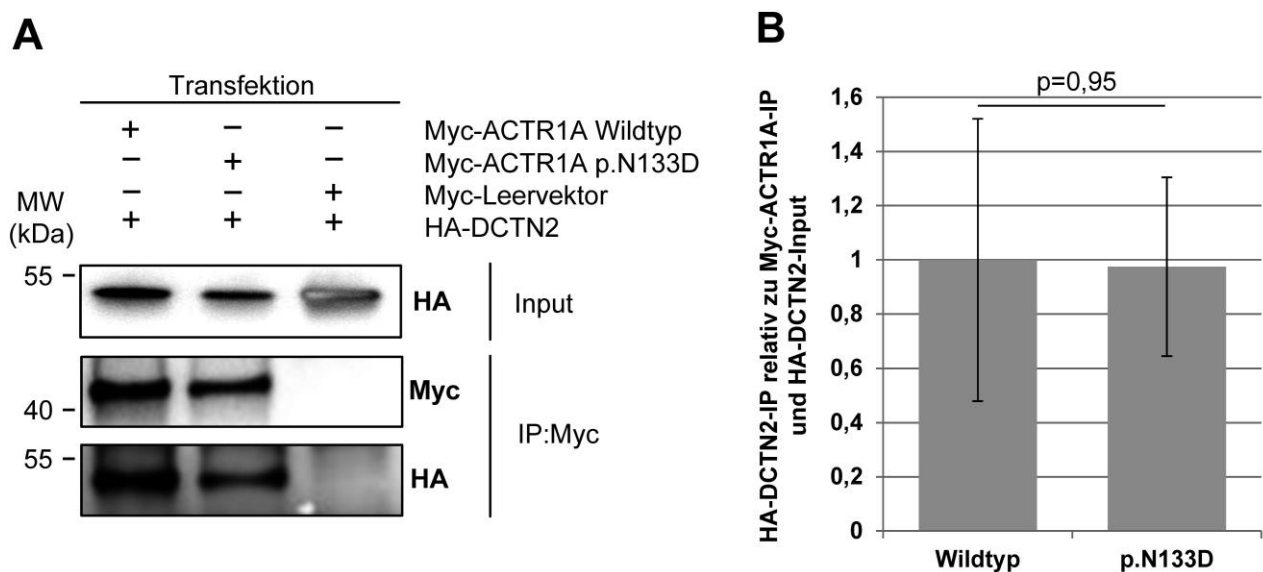 A
Transfektion
+ – – Myc-ACTR1A Wildtyp
– + – Myc-ACTR1A p.N133D
– – + Myc-Leervektor
+ + + HA-DCTN2
MW
(kDa)
55 –
HA
Input
Myc
40 –
IP:Myc
55 –
HA
B
HA-DCTN2-IP relativ zu Myc-ACTR1A-IP
und HA-DCTN2-Input
p=0,95
1,6
1,4
1,2
1
0,8
0,6
0,4
0,2
0
Wildtyp p.N133D